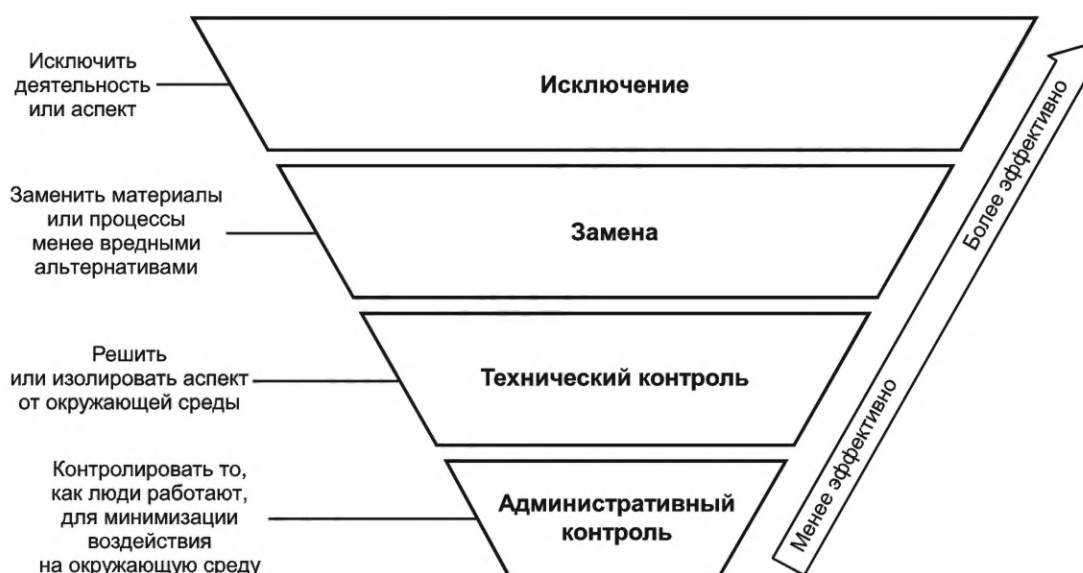 Исключить
деятельность
или аспект
Исключение
Заменить материалы
или процессы
менее вредными
альтернативами
Замена
Решить
или изолировать аспект
от окружающей среды
Технический контроль
Контролировать то,
как люди работают,
для минимизации
воздействия
на окружающую среду
Административный
контроль
Более эффективно
Менее эффективно